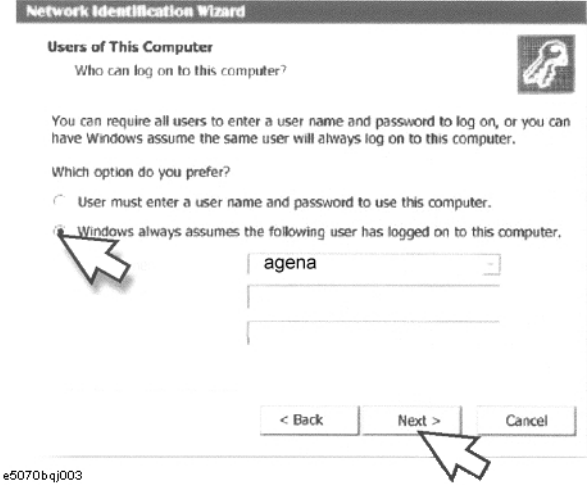 Network Identification Wizard
Users of This Computer
Who can log on to this computer?
You can require all users to enter a user name and password to log on, or you can
have Windows assume the same user will always log on to this computer.
Which option do you prefer?
User must enter a user name and password to use this computer.
Windows always assumes the following user has logged on to this computer.
agena
< Back Next > Cancel
e5070bqj003